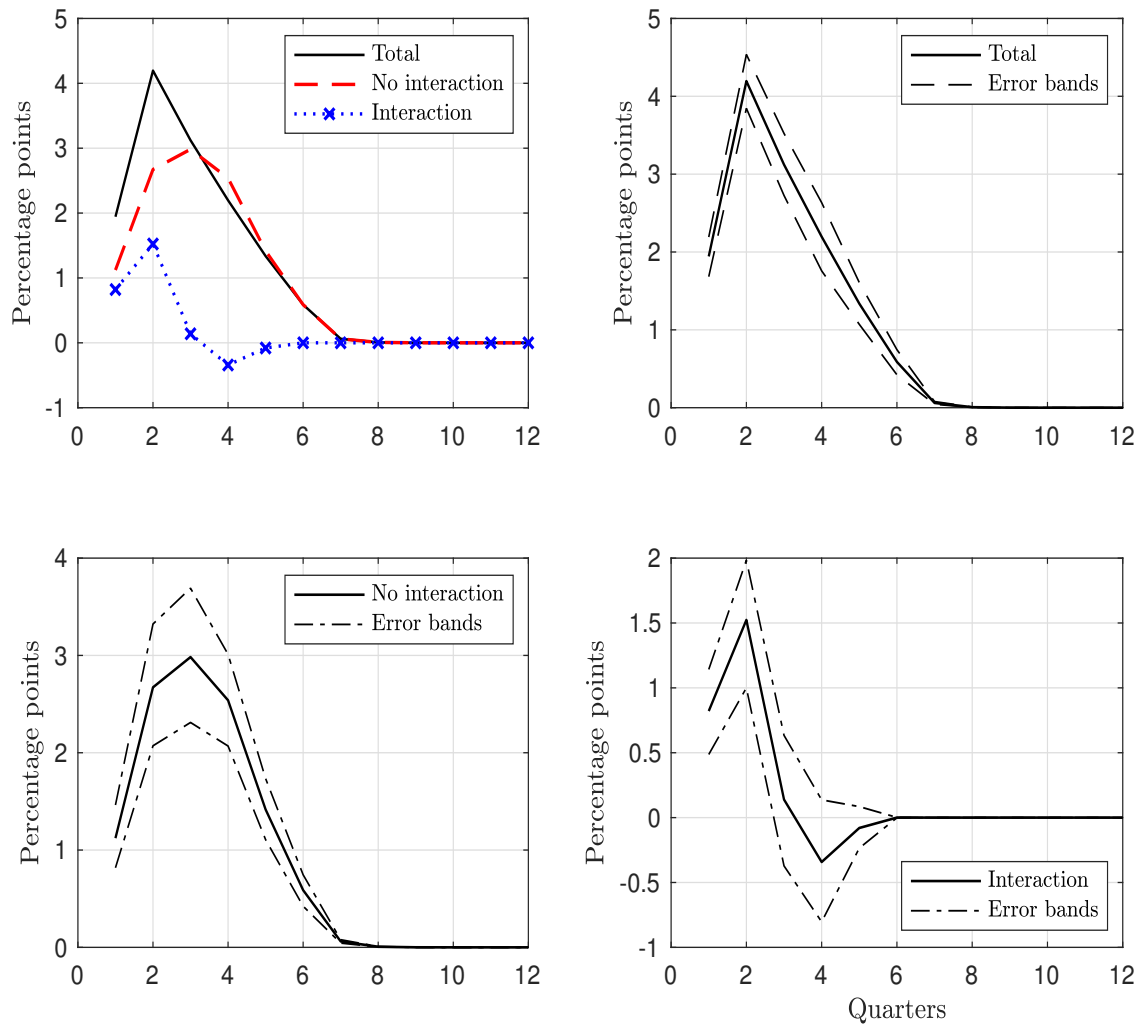 5
4
3
2
1
0
-1
0 2 4 6 8 10 12
Percentage points
Total
No interaction
Interaction
5
4
3
2
1
0
0 2 4 6 8 10 12
Percentage points
Total
Error bands
4
3
2
1
0
0 2 4 6 8 10 12
Percentage points
No interaction
Error bands
2
1.5
1
0.5
0
-0.5
-1
0 2 4 6 8 10 12
Percentage points
Interaction
Error bands
Quarters